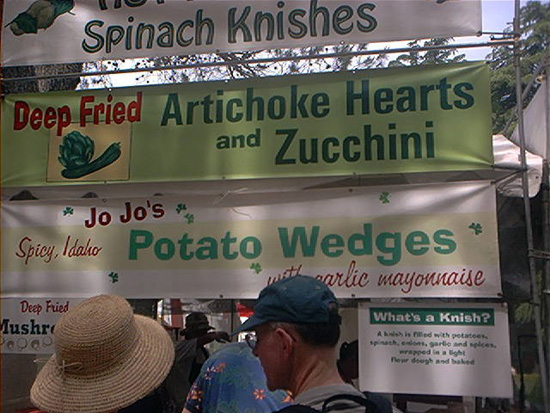 Spinach Knishes
Deep Fried Artichoke Hearts
and Zucchini
Jo Jo's
Spicy, Idaho Potato Wedges
with garlic mayonnaise
Deep Fried
What's a Knish?
A knish is filled with potatoes,
spinach, onions, garlic and spices,
wrapped in a light
flour dough and baked